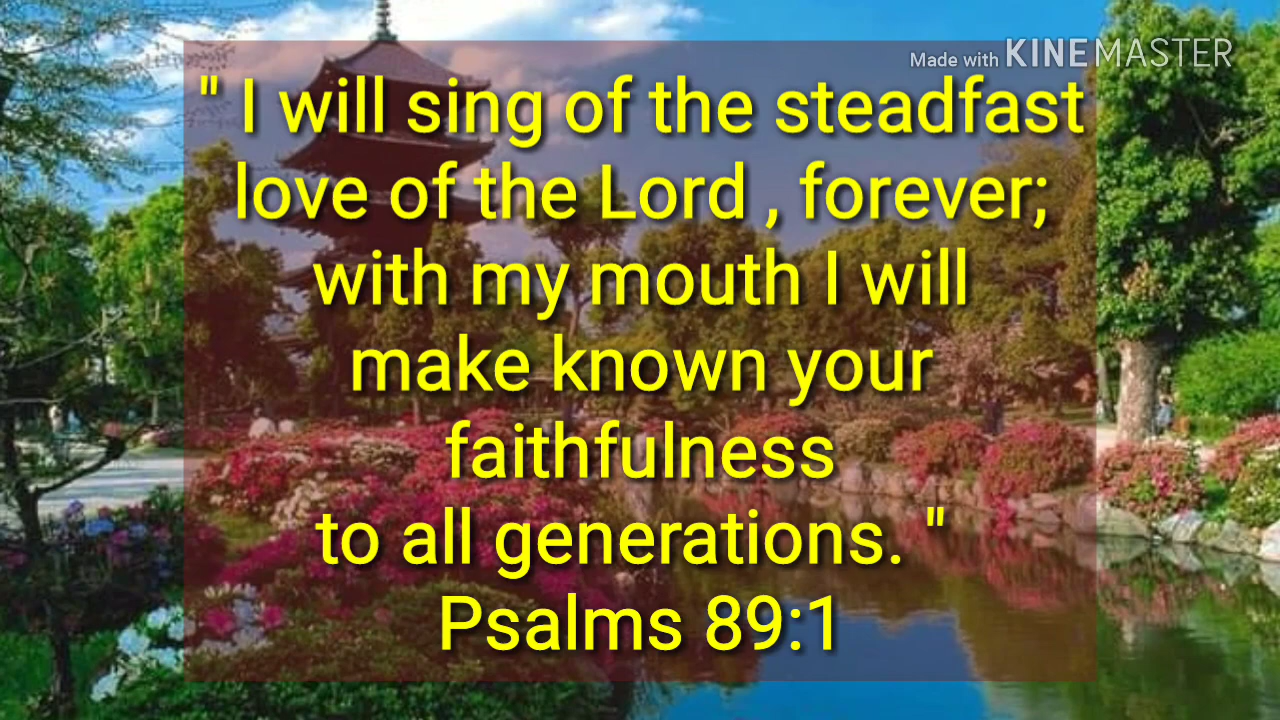 Made with KINEMASTER
" I will sing of the steadfast
love of the Lord , forever;
with my mouth I will
make known your
faithfulness
to all generations. "
Psalms 89:1